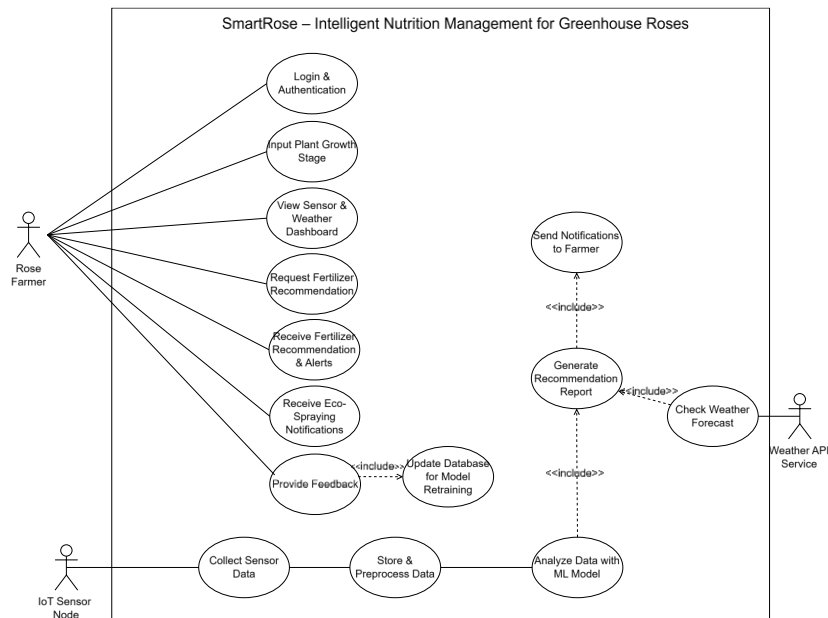 SmartRose – Intelligent Nutrition Management for Greenhouse Roses
Login &
Authentication
Input Plant Growth
Stage
View Sensor &
Weather
Dashboard
Rose
Farmer
Request Fertilizer
Recommendation
Receive Fertilizer
Recommendation
& Alerts
Receive Eco-
Spraying
Notifications
Provide Feedback
<<include>>
Update Database
for Model
Retraining
Send Notifications
to Farmer
<<include>>
Generate
Recommendation
Report
<<include>>
Check Weather
Forecast
Weather API
Service
<<include>>
IoT Sensor
Node
Collect Sensor
Data
Store &
Preprocess Data
Analyze Data with
ML Model